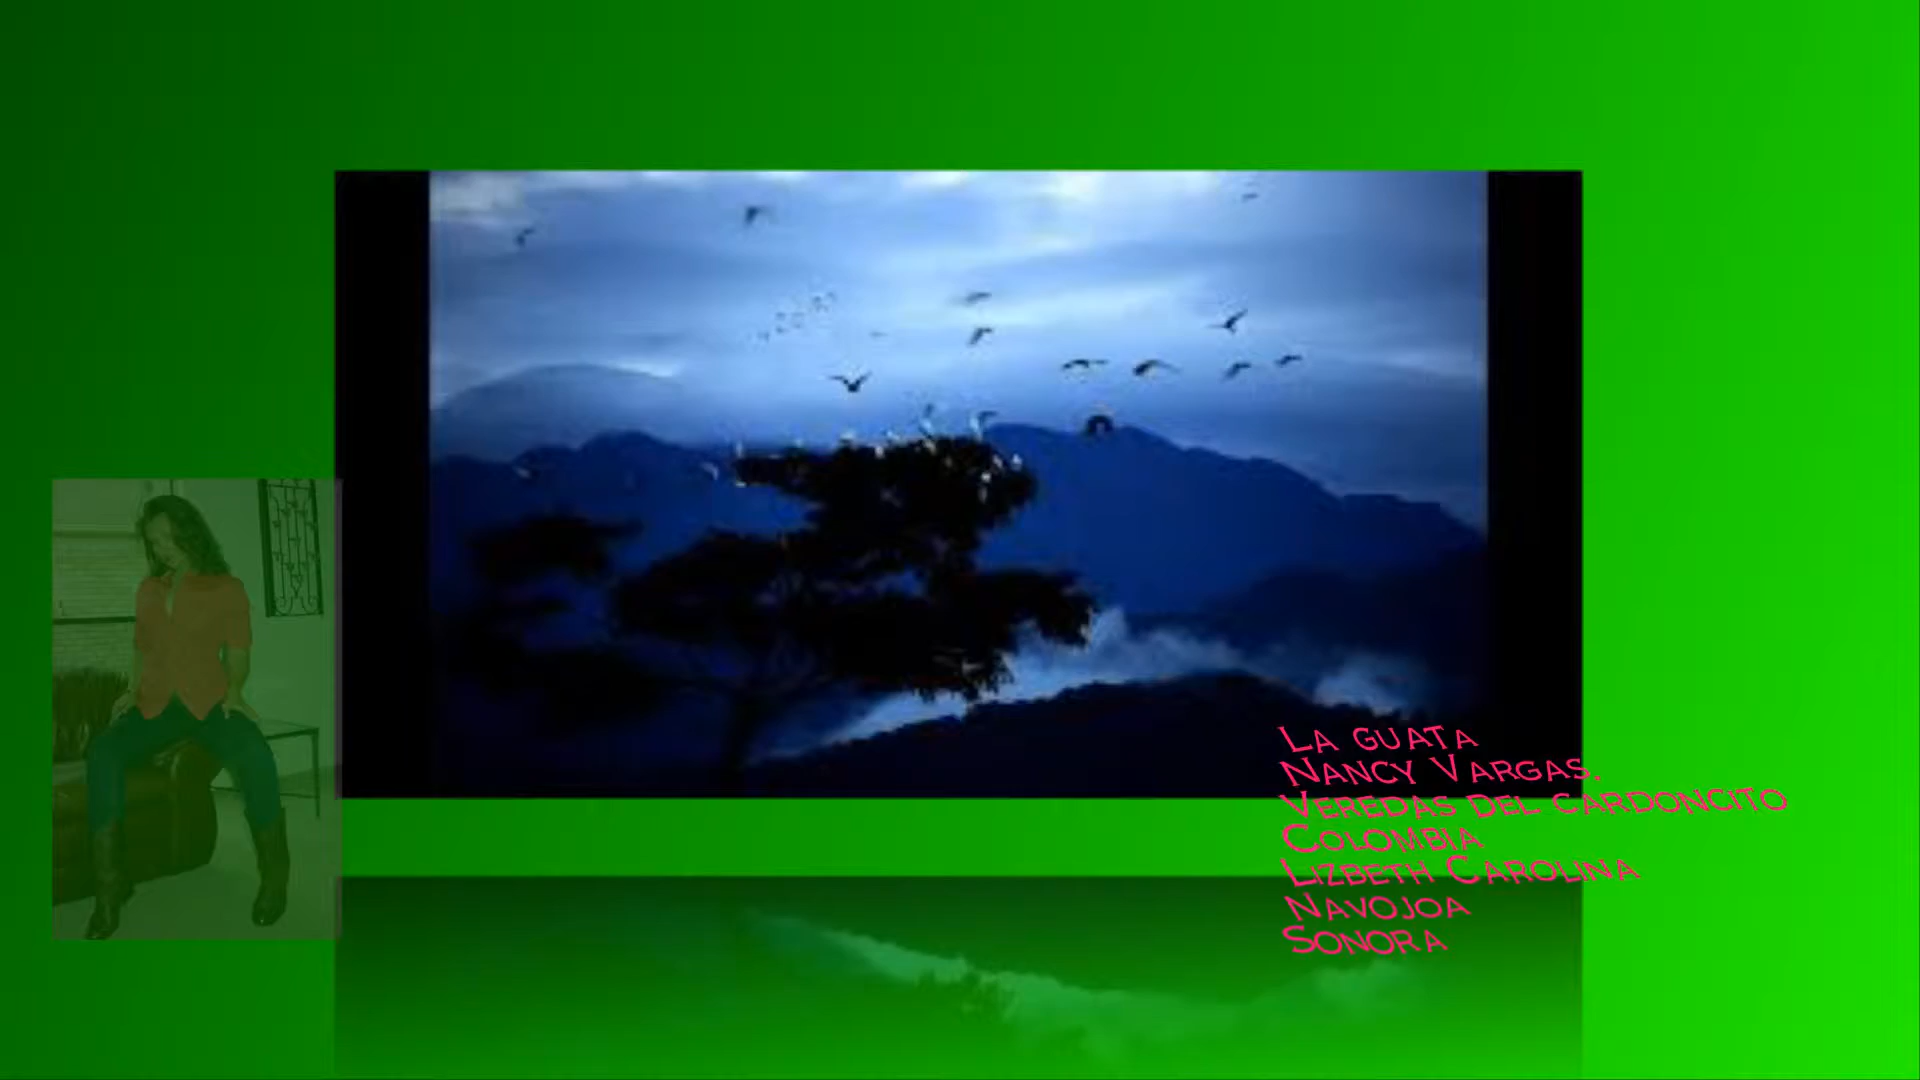 La guata
Nancy Vargas.
Veredas del cardoncito
Colombia
Lizbeth Carolina
Navojoa
Sonora